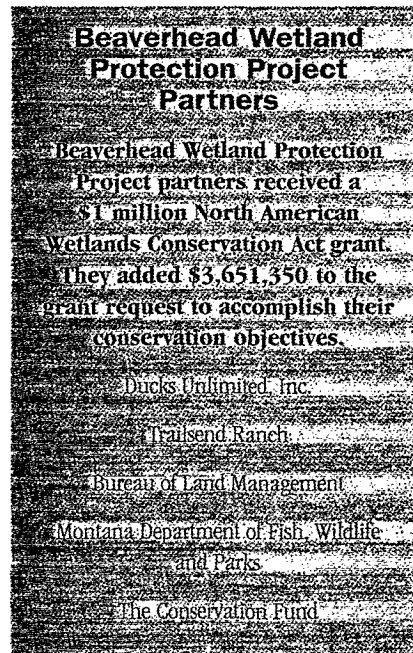 Beaverhead Wetland
Protection Project
Partners
Beaverhead Wetland Protection
Project partners received a
$1 million North American
Wetlands Conservation Act grant.
They added $3,651,350 to the
grant request to accomplish their
conservation objectives.
Ducks Unlimited, Inc.
Trailsend Ranch
Bureau of Land Management
Montana Department of Fish, Wildlife
and Parks
The Conservation Fund